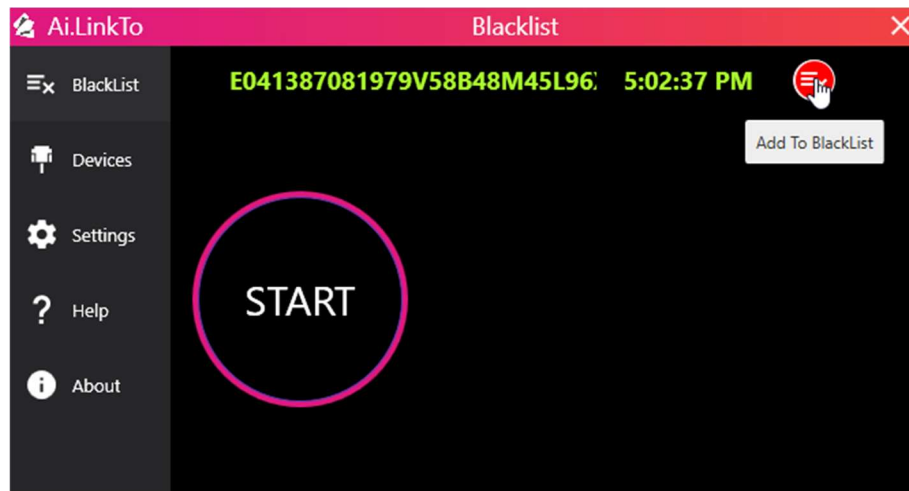 Ai.LinkTo
Blacklist
BlackList
E041387081979V58B48M45L96
5:02:37 PM
Add To BlackList
Devices
Settings
START
Help
About